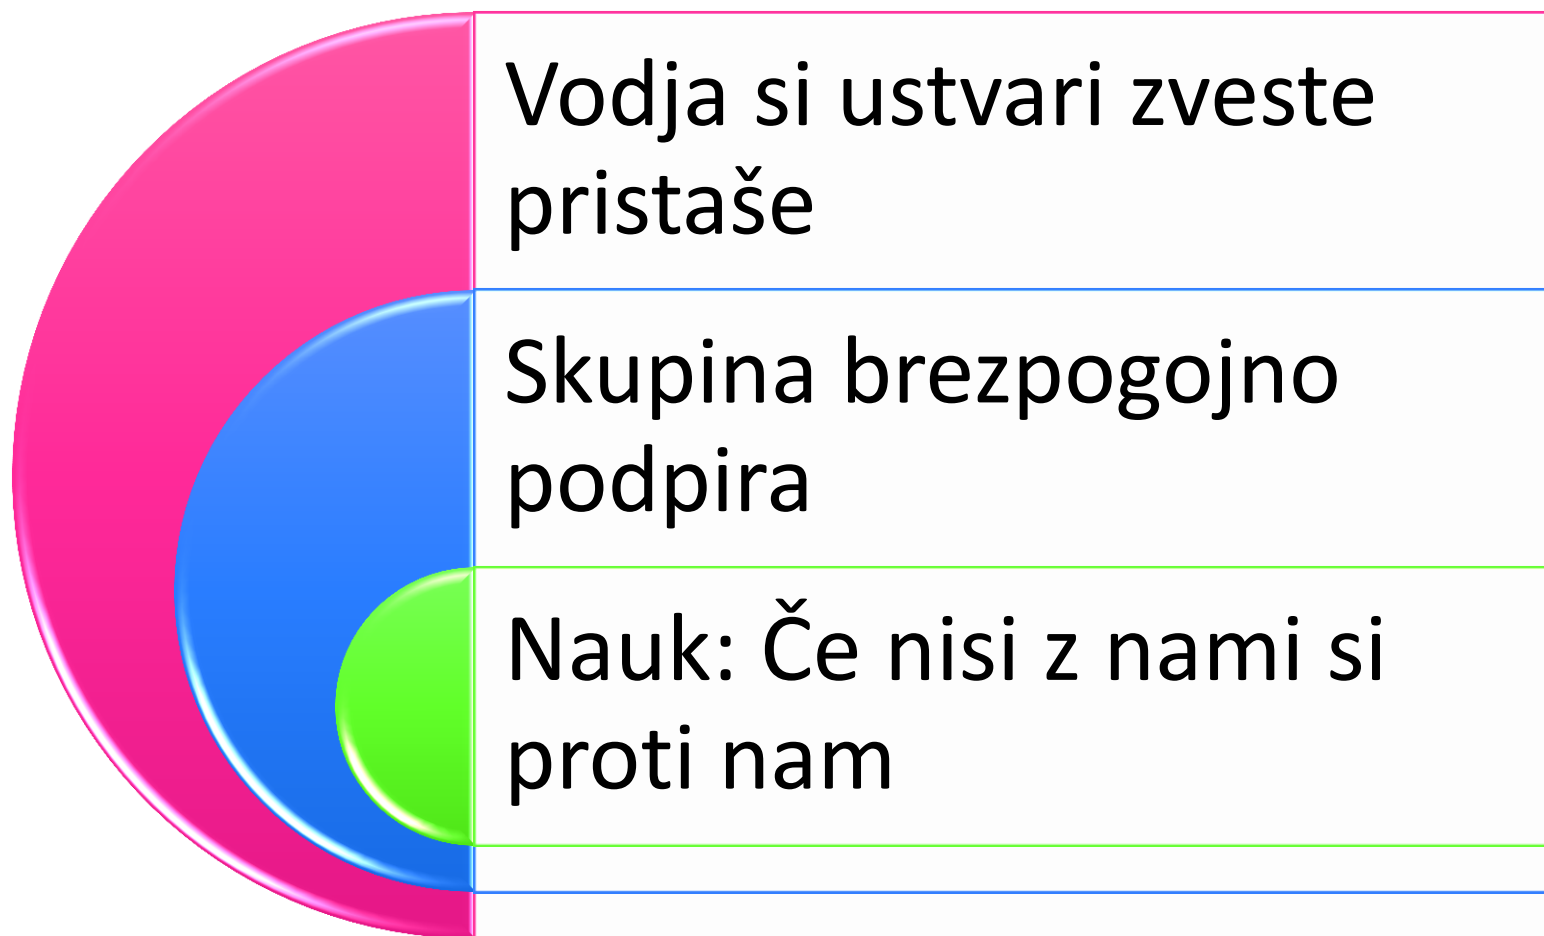 Vodja si ustvari zveste
pristaše
Skupina brezpogojno
podpira
Nauk: Če nisi z nami si
proti nam